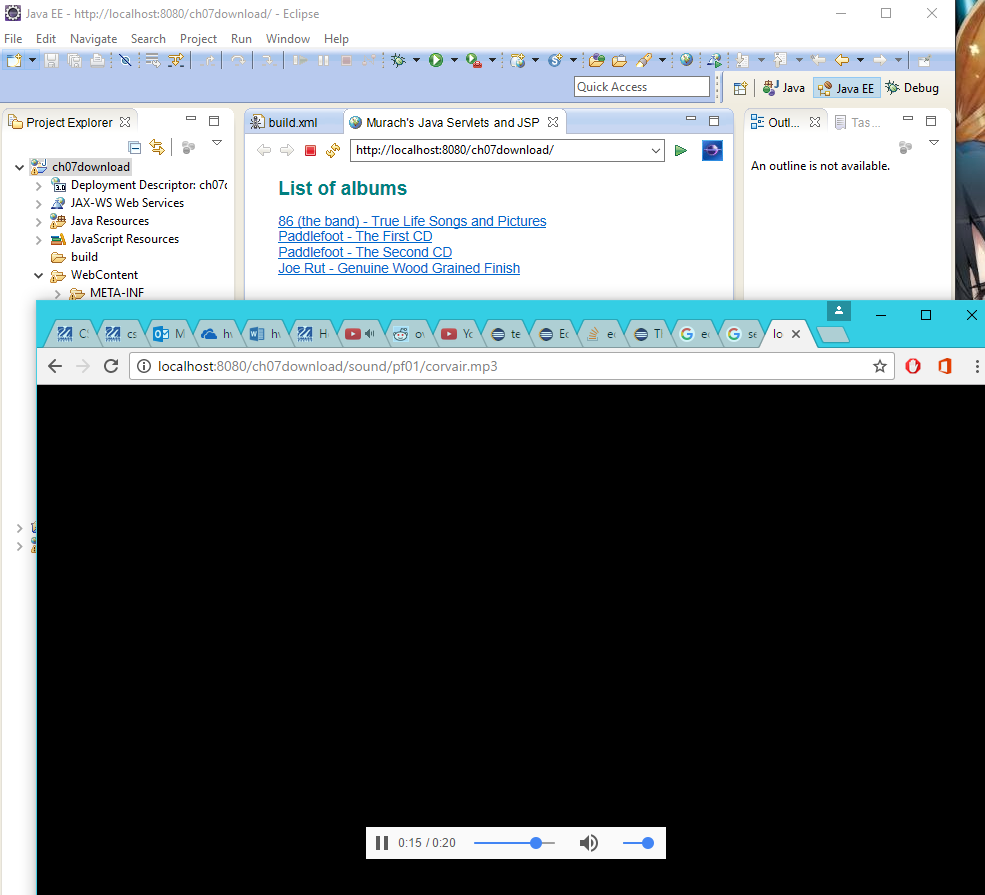 Java EE - http://localhost:8080/ch07download/ - Eclipse
File Edit Navigate Search Project Run Window Help
Quick Access
Java Java EE Debug
Project Explorer
build.xml Murach's Java Servlets and JSP
Outl... Tas...
http://localhost:8080/ch07download/
ch07download
3.0 Deployment Descriptor: ch07c
JAX-WS Web Services
Java Resources
JavaScript Resources
build
WebContent
META-INF
List of albums
86 (the band) - True Life Songs and Pictures
Paddlefoot - The First CD
Paddlefoot - The Second CD
Joe Rut - Genuine Wood Grained Finish
An outline is not available.
cs M hv hv H ov Yc te Ec TI se lo
localhost:8080/ch07download/sound/pf01/corvair.mp3
0:15 / 0:20